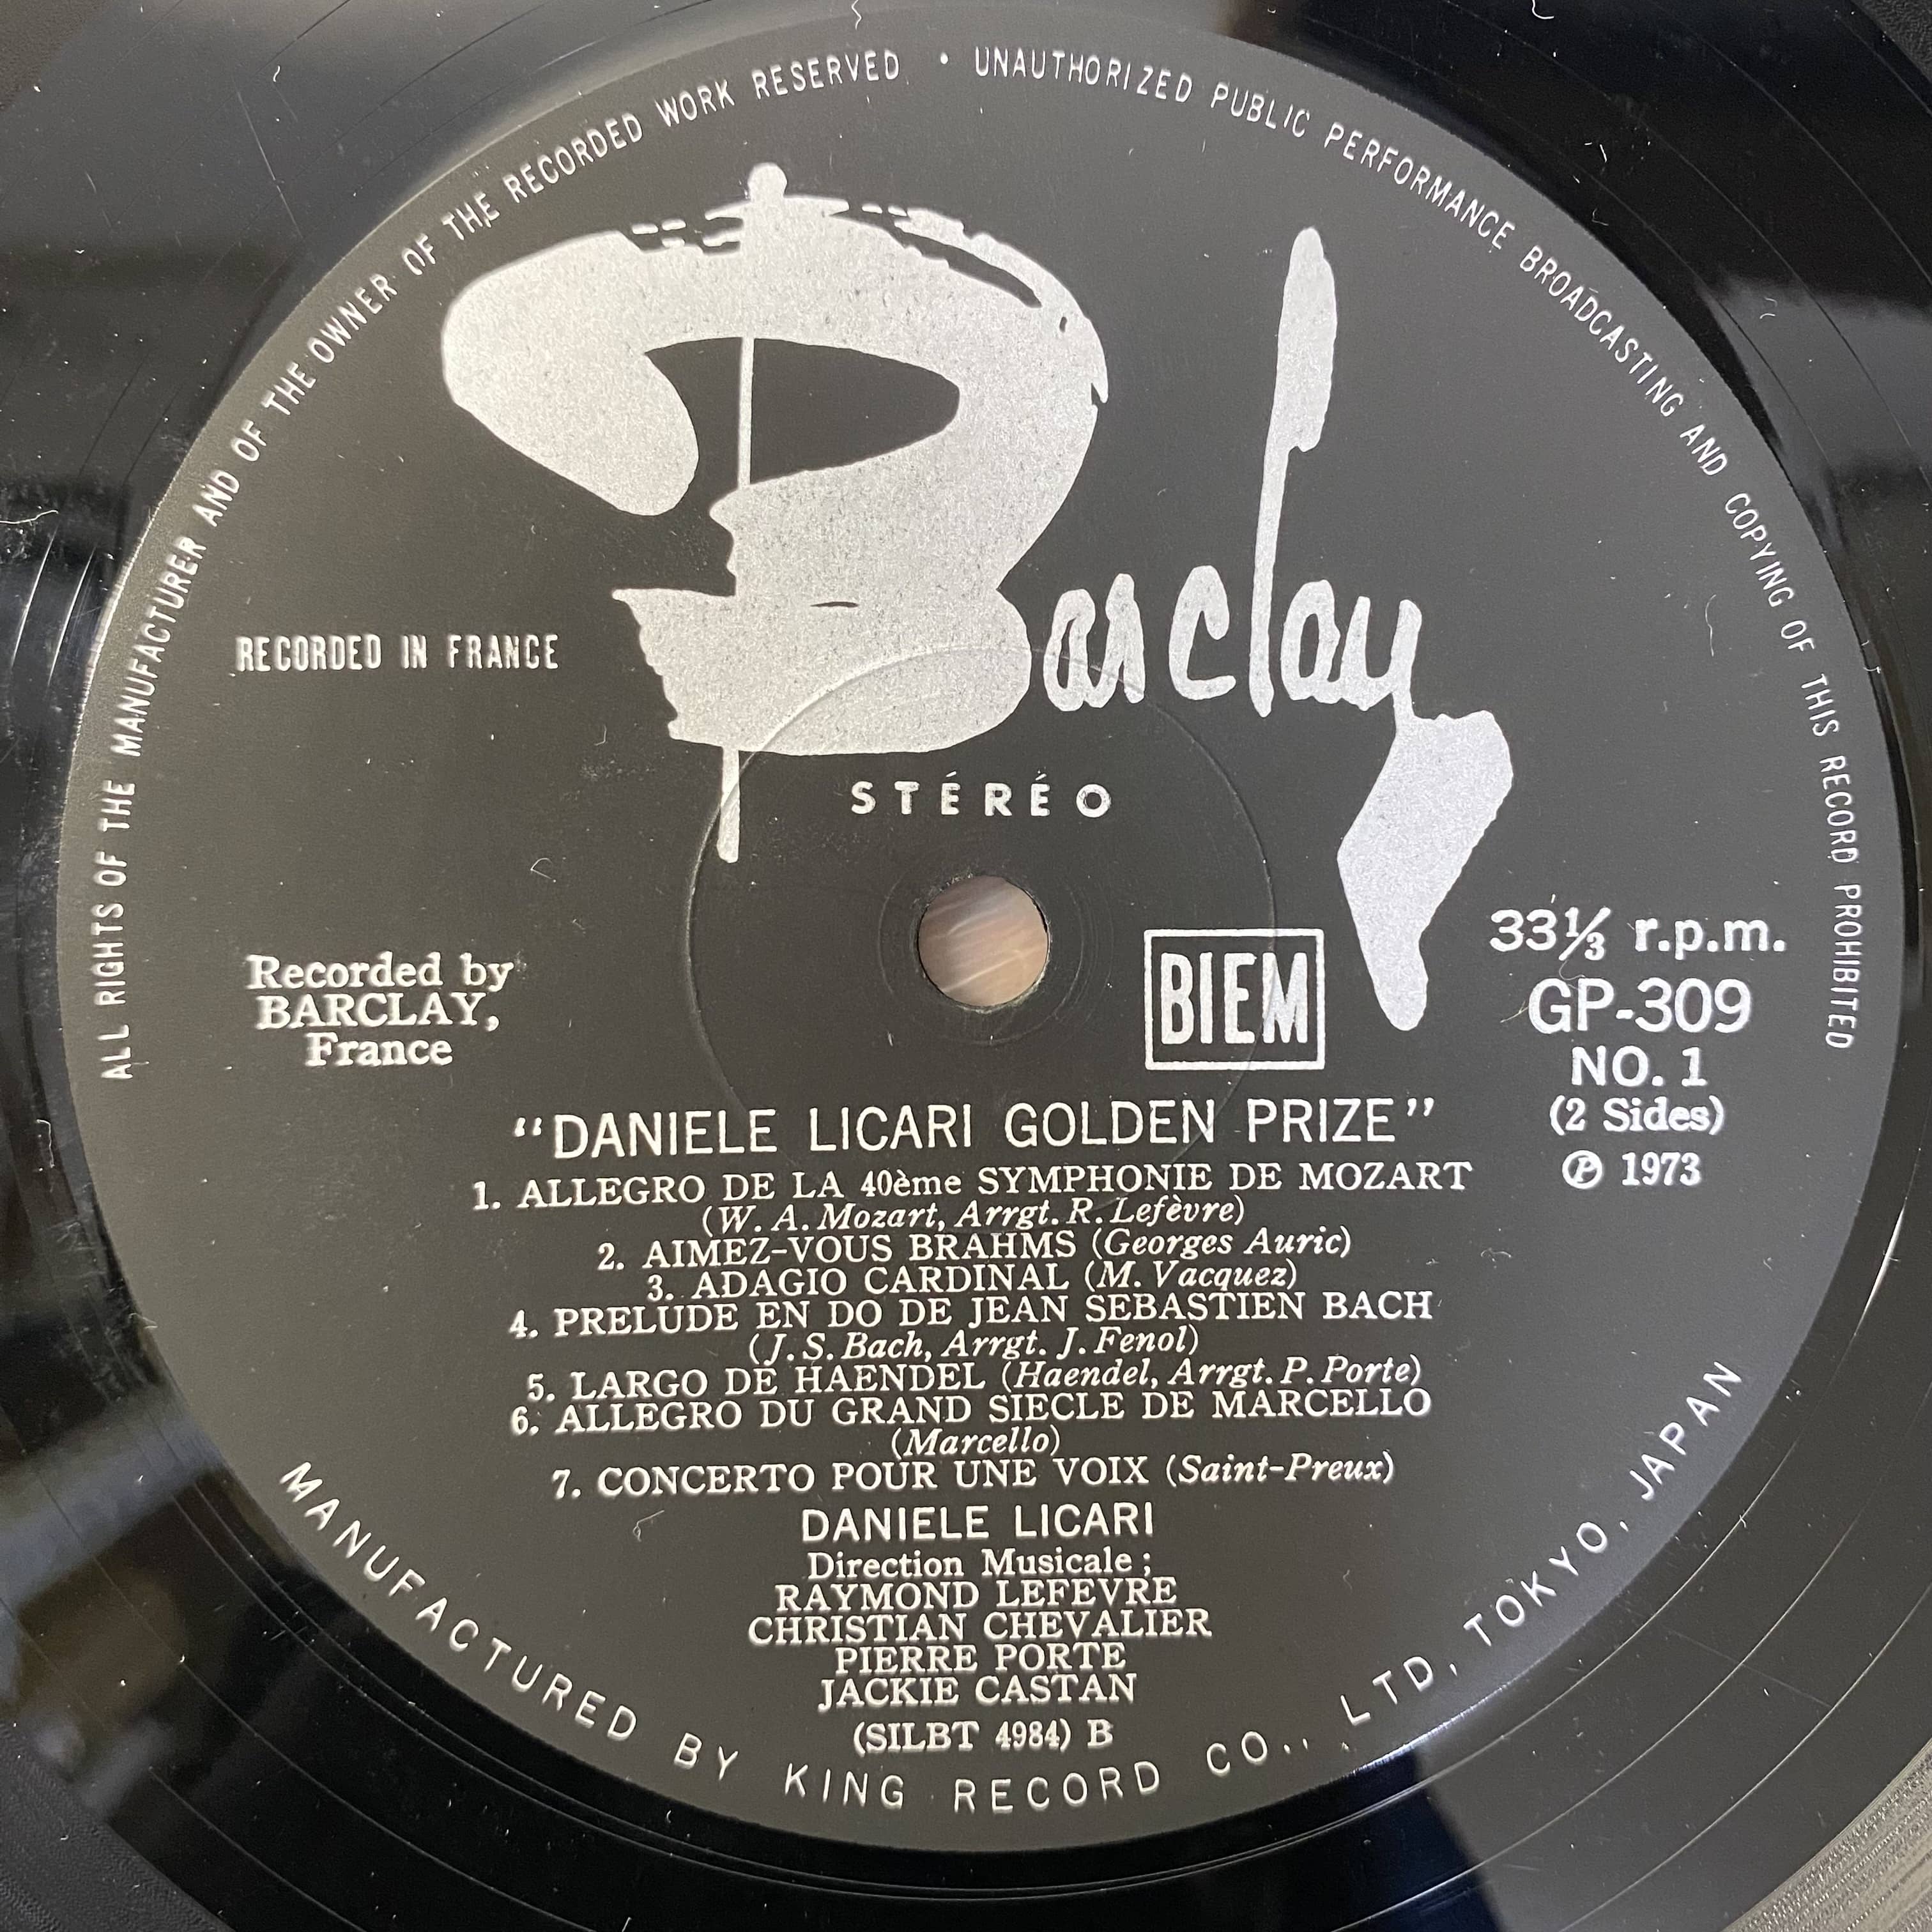 ALL RIGHTS OF THE MANUFACTURER AND OF THE OWNER OF THE RECORDED WORK RESERVED • UNAUTHORIZED PUBLIC PERFORMANCE BROADCASTING AND COPYING OF THIS RECORD PROHIBITED
Barclay
RECORDED IN FRANCE
STÉRÉO
Recorded by
BARCLAY,
France
BIEM
33⅓ r.p.m.
GP-309
NO. 1
(2 Sides)
Ⓟ 1973
“DANIELE LICARI GOLDEN PRIZE”
1. ALLEGRO DE LA 40ème SYMPHONIE DE MOZART
(W. A. Mozart, Arrgt. R. Lefèvre)
2. AIMEZ-VOUS BRAHMS (Georges Auric)
3. ADAGIO CARDINAL (M. Vacquez)
4. PRELUDE EN DO DE JEAN SEBASTIEN BACH
(J. S. Bach, Arrgt. J. Fenol)
5. LARGO DE HAENDEL (Haendel, Arrgt. P. Porte)
6. ALLEGRO DU GRAND SIECLE DE MARCELLO
(Marcello)
7. CONCERTO POUR UNE VOIX (Saint-Preux)
DANIELE LICARI
Direction Musicale ;
RAYMOND LEFEVRE
CHRISTIAN CHEVALIER
PIERRE PORTE
JACKIE CASTAN
(SILBT 4984) B
MANUFACTURED BY KING RECORD CO., LTD, TOKYO, JAPAN